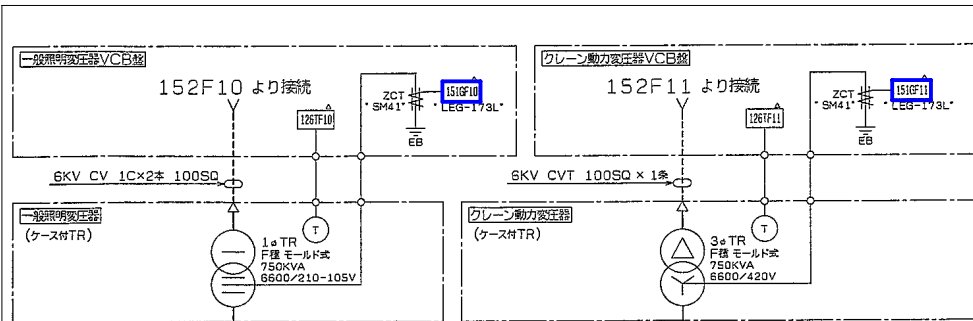 一般照明変圧器VCB盤
152F10 より接続
126TF10
ZCT
"SM41"
151GF10
"LEG-173L"
EB
6KV CV 1C×2本 100SQ
一般照明変圧器
(ケース付TR)
T
1φTR
F種 モールド式
750KVA
6600/210-105V
クレーン動力変圧器VCB盤
152F11 より接続
126TF11
ZCT
"SM41"
151GF11
"LEG-173L"
EB
6KV CVT 100SQ × 1条
クレーン動力変圧器
(ケース付TR)
T
3φTR
F種 モールド式
750KVA
6600/420V